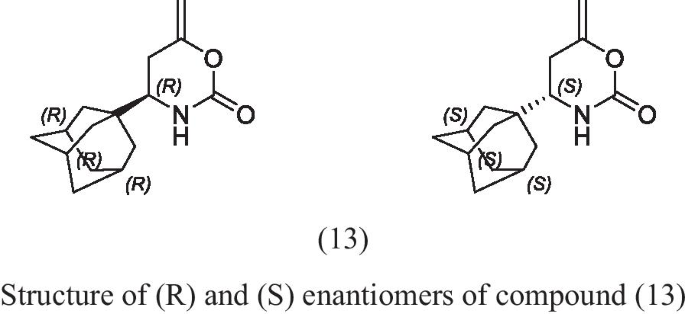 O O
(R) (S)
O O
(R) N (S) N
H H
(R) (S)
(R) (S)
(13)
Structure of (R) and (S) enantiomers of compound (13)